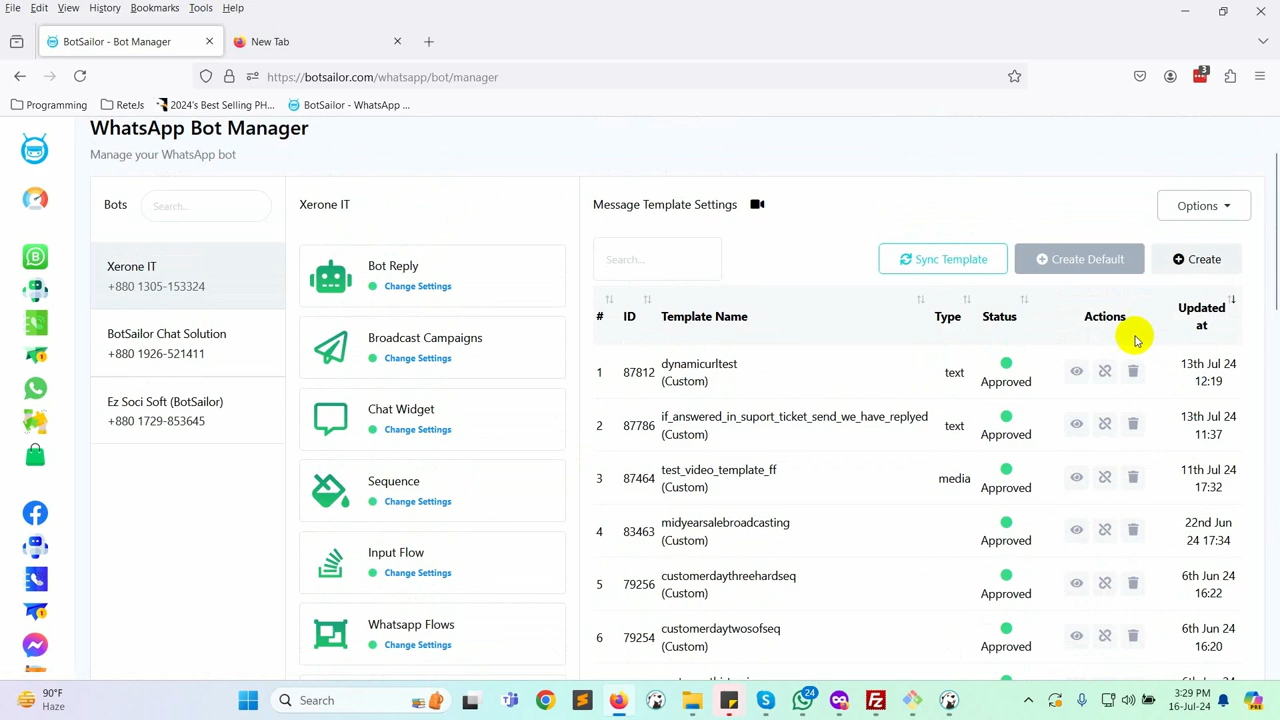 File Edit View History Bookmarks Tools Help
BotSailor - Bot Manager
New Tab
https://botsailor.com/whatsapp/bot/manager
3
Programming
ReteJs
2024's Best Selling PH...
BotSailor - WhatsApp ...
WhatsApp Bot Manager
Manage your WhatsApp bot
Bots
Search...
Xerone IT
+880 1305-153324
BotSailor Chat Solution
+880 1926-521411
Ez Soci Soft (BotSailor)
+880 1729-853645
Xerone IT
Bot Reply
Change Settings
Broadcast Campaigns
Change Settings
Chat Widget
Change Settings
Sequence
Change Settings
Input Flow
Change Settings
Whatsapp Flows
Change Settings
Message Template Settings
Options
Search...
Sync Template
Create Default
Create
# ID Template Name Type Status Actions Updated at
1 87812 dynamicurltest (Custom) text Approved 13th Jul 24 12:19
2 87786 if_answered_in_suport_ticket_send_we_have_replyed (Custom) text Approved 13th Jul 24 11:37
3 87464 test_video_template_ff (Custom) media Approved 11th Jul 24 17:32
4 83463 midyearsalebroadcasting (Custom) Approved 22nd Jun 24 17:34
5 79256 customerdaythreehardseq (Custom) Approved 6th Jun 24 16:22
6 79254 customerdaytwosofseq (Custom) Approved 6th Jun 24 16:20
90°F
Haze
Search
24
3:29 PM
16-Jul-24